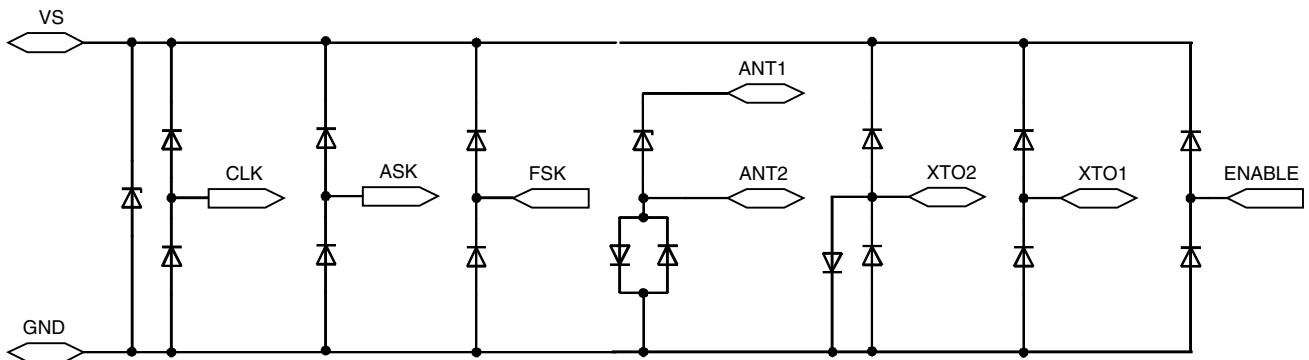 VS
ANT1
CLK
ASK
FSK
ANT2
XTO2
XTO1
ENABLE
GND